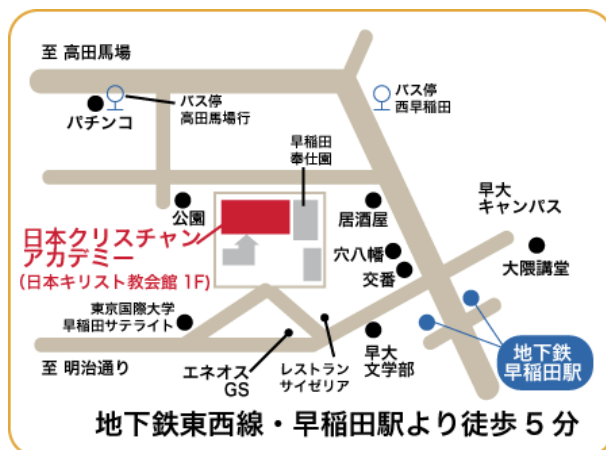 至 高田馬場
バス停
高田馬場行
パチンコ
バス停
西早稲田
早稲田
奉仕園
早大
キャンパス
公園
居酒屋
日本クリスチャン
アカデミー
(日本キリスト教会館 1F)
穴八幡
交番
大隈講堂
東京国際大学
早稲田サテライト
至 明治通り
エネオス
GS
レストラン
サイゼリア
早大
文学部
地下鉄
早稲田駅
地下鉄東西線・早稲田駅より徒歩 5 分